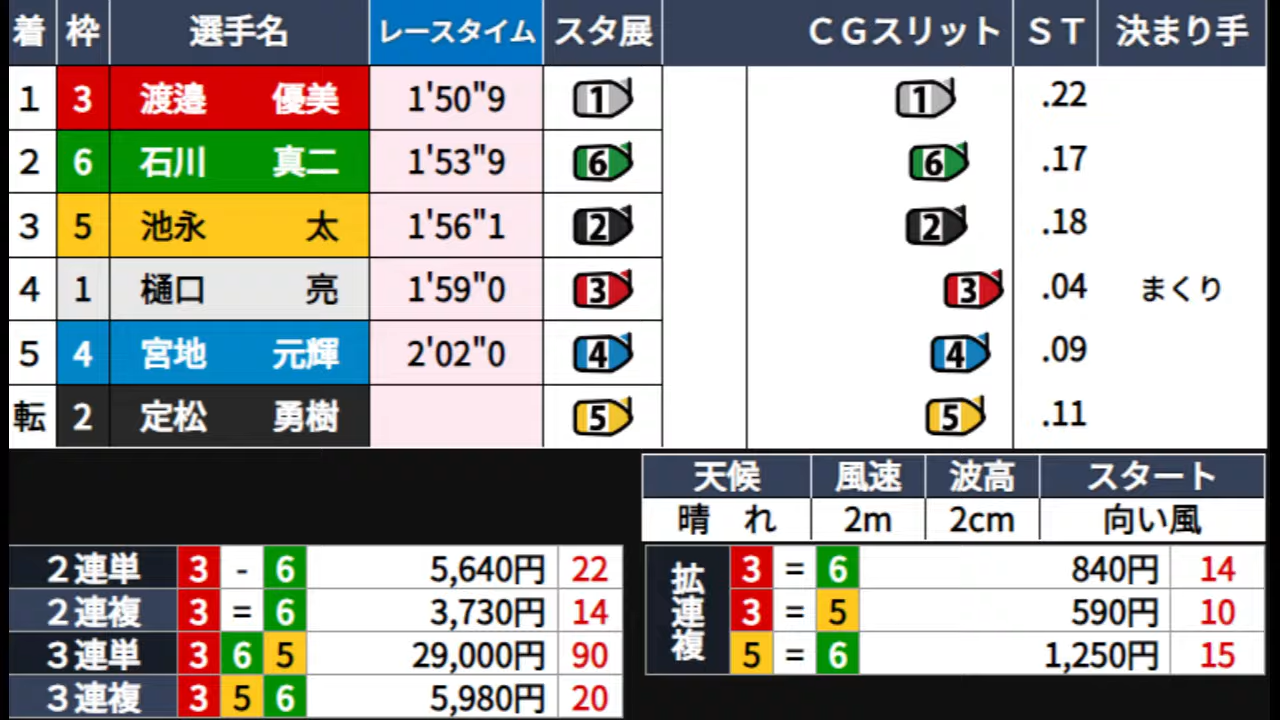 着 枠 選手名 レースタイム スタ展 CGスリット ST 決まり手
1 3 渡邉 優美 1'50"9 1 1 .22
2 6 石川 真二 1'53"9 6 6 .17
3 5 池永 太 1'56"1 2 2 .18
4 1 樋口 亮 1'59"0 3 3 .04 まくり
5 4 宮地 元輝 2'02"0 4 4 .09
転 2 定松 勇樹 5 5 .11
天候 風速 波高 スタート
晴 れ 2m 2cm 向い風
2連単 3 - 6 5,640円 22
2連複 3 = 6 3,730円 14
3連単 3 6 5 29,000円 90
3連複 3 5 6 5,980円 20
拡連複 3 = 6 840円 14
3 = 5 590円 10
5 = 6 1,250円 15